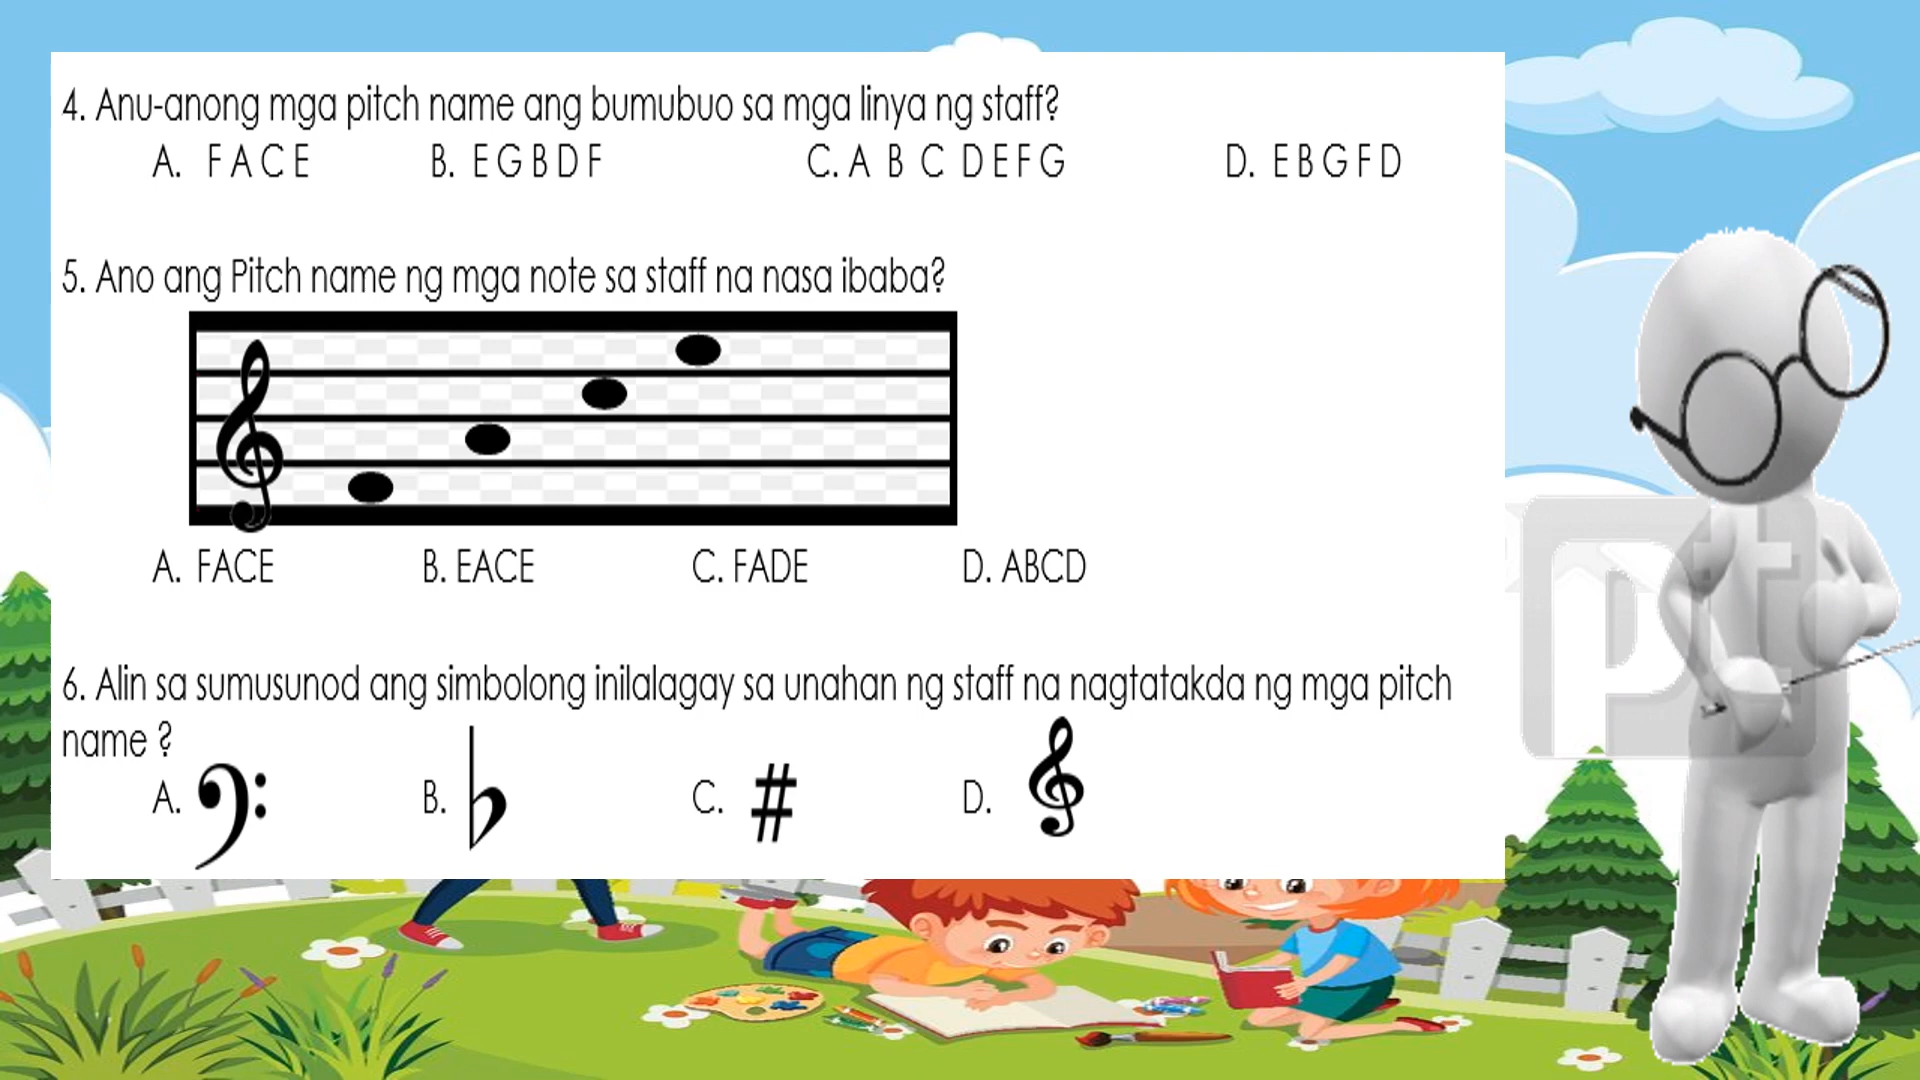 4. Anu-anong mga pitch name ang bumubuo sa mga linya ng staff?
A. F A C E B. E G B D F C. A B C D E F G D. E B G F D
5. Ano ang Pitch name ng mga note sa staff na nasa ibaba?
A. FACE B. EACE C. FADE D. ABCD
6. Alin sa sumusunod ang simbolong inilalagay sa unahan ng staff na nagtatakda ng mga pitch
name ?
A. B. C. D.